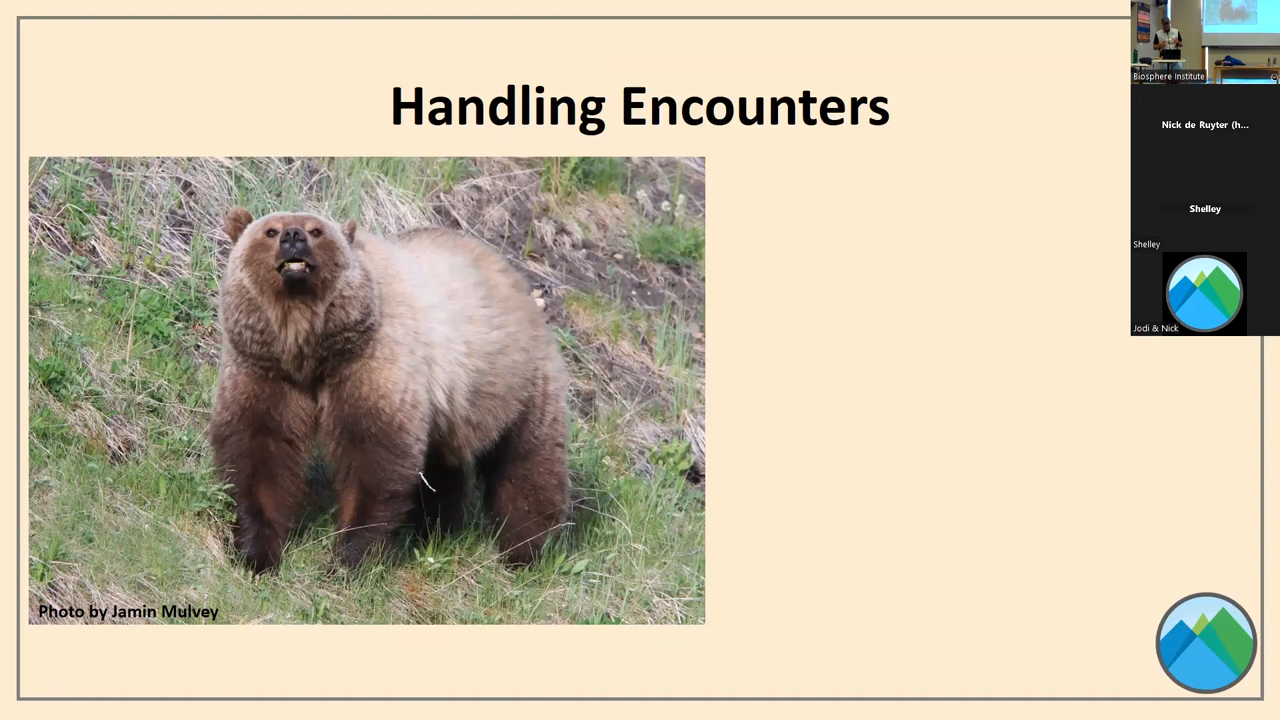 Handling Encounters
Photo by Jamin Mulvey
Biosphere Institute
Nick de Ruyter (h...
Shelley
Shelley
Jodi & Nick